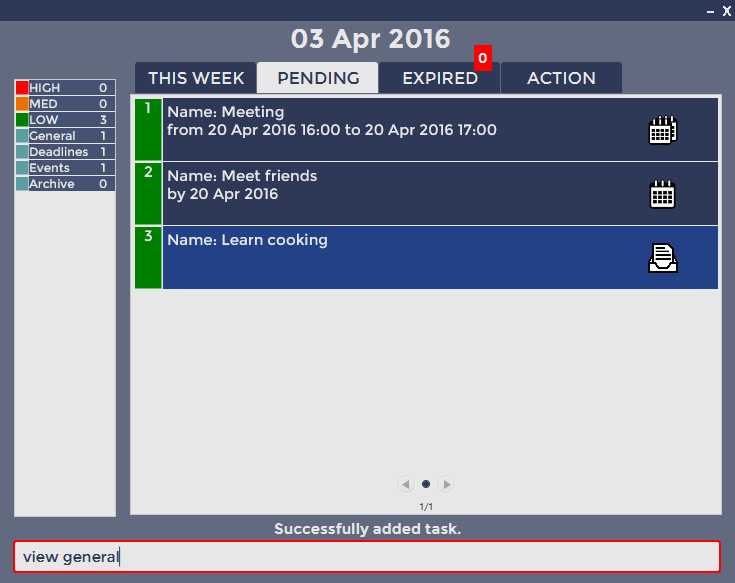 – X
03 Apr 2016
0
THIS WEEK PENDING EXPIRED ACTION
HIGH 0
MED 0
LOW 3
General 1
Deadlines 1
Events 1
Archive 0
1
Name: Meeting
from 20 Apr 2016 16:00 to 20 Apr 2016 17:00
2
Name: Meet friends
by 20 Apr 2016
3
Name: Learn cooking
1/1
Successfully added task.
view general